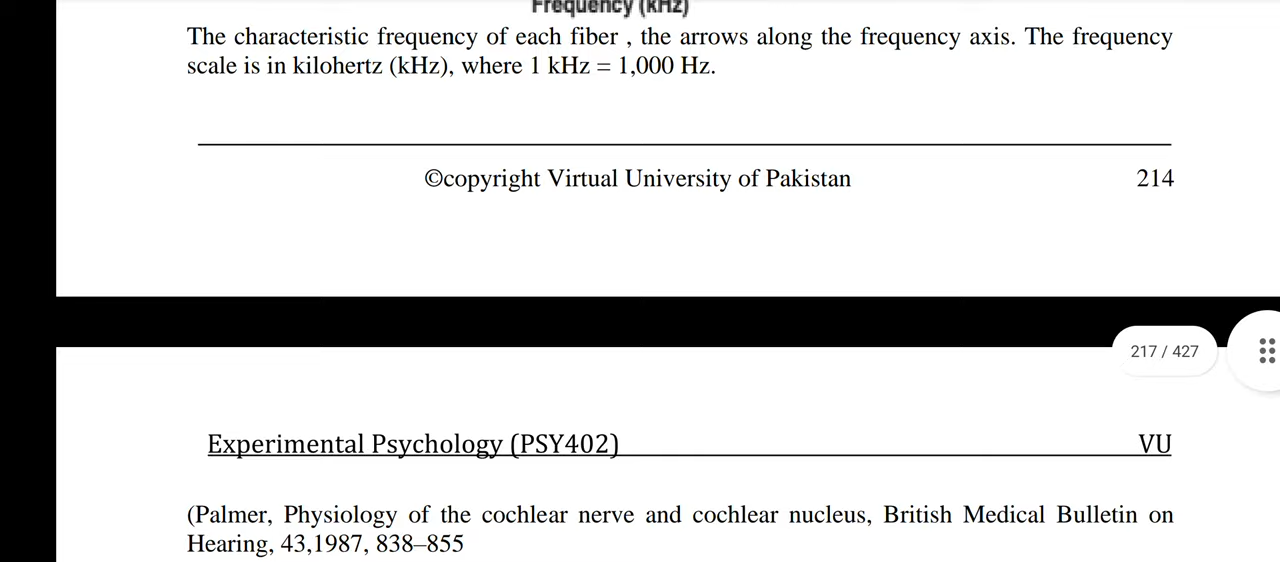 Frequency (kHz)
The characteristic frequency of each fiber , the arrows along the frequency axis. The frequency
scale is in kilohertz (kHz), where 1 kHz = 1,000 Hz.
©copyright Virtual University of Pakistan 214
217 / 427
Experimental Psychology (PSY402) VU
(Palmer, Physiology of the cochlear nerve and cochlear nucleus, British Medical Bulletin on
Hearing, 43,1987, 838–855